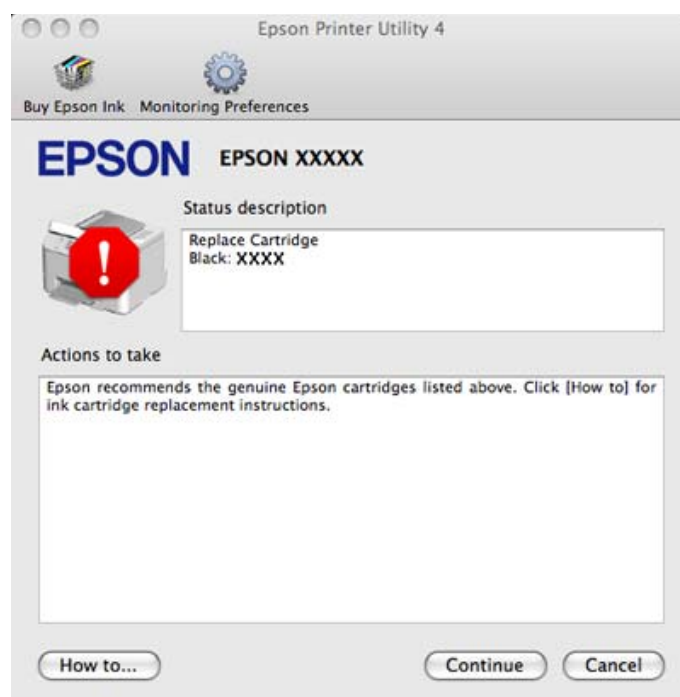 Epson Printer Utility 4
Buy Epson Ink Monitoring Preferences
EPSON EPSON XXXXX
Status description
Replace Cartridge
Black: XXXX
!
Actions to take
Epson recommends the genuine Epson cartridges listed above. Click [How to] for
ink cartridge replacement instructions.
How to... Continue Cancel